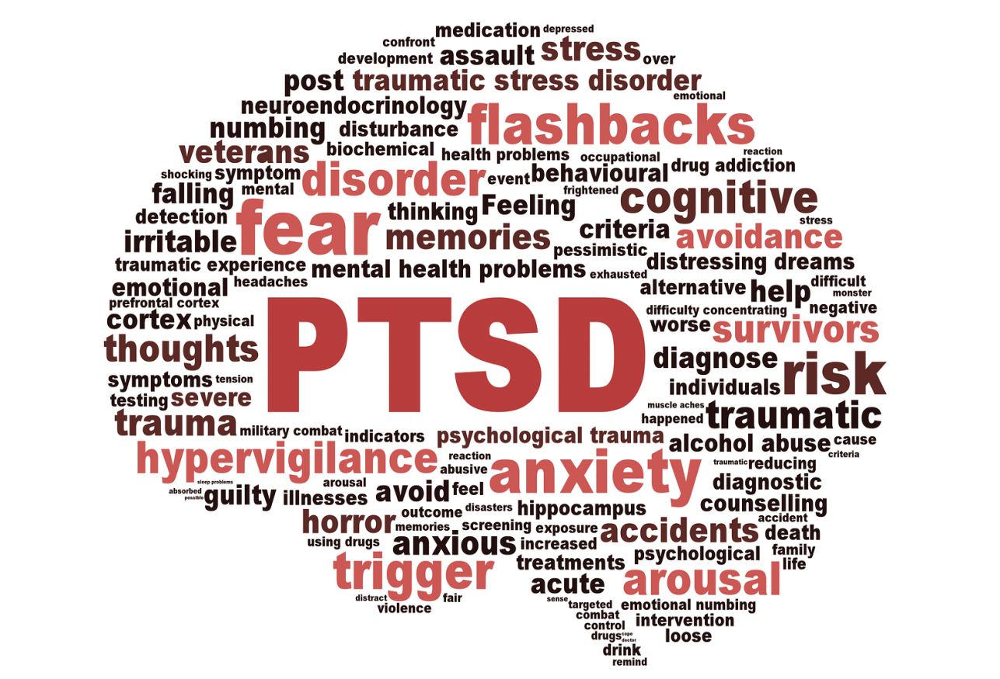 medication depressed
confront
development assault stress over
post traumatic stress disorder
emotional
neuroendocrinology flashbacks
numbing disturbance
veterans biochemical health problems occupational reaction
shocking symptom disorder event behavioural drug addiction
falling mental frightened cognitive
detection fear thinking Feeling stress
irritable memories criteria avoidance
traumatic experience pessimistic distressing dreams
mental health problems exhausted
emotional headaches alternative help difficult
monster
prefrontal cortex difficulty concentrating negative
cortex physical PTSD worse survivors
thoughts diagnose risk
symptoms tension individuals
testing severe muscle aches
trauma happened traumatic
military combat indicators psychological trauma alcohol abuse cause
criteria
hypervigilance reaction anxiety traumatic reducing
abusive
sleep problems arousal diagnostic
absorbed guilty illnesses avoid feel
possible
counselling
horror outcome disasters hippocampus accident
memories screening exposure accidents death
using drugs anxious increased family
trigger treatments psychological life
acute arousal
distract fair sense targeted emotional numbing
violence combat intervention
control
drugs cope loose
doctor
drink
remind